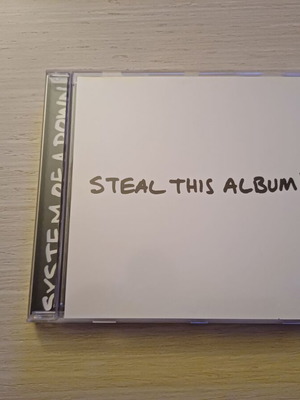 SYSTEM OF A DOWN
STEAL THIS ALBUM